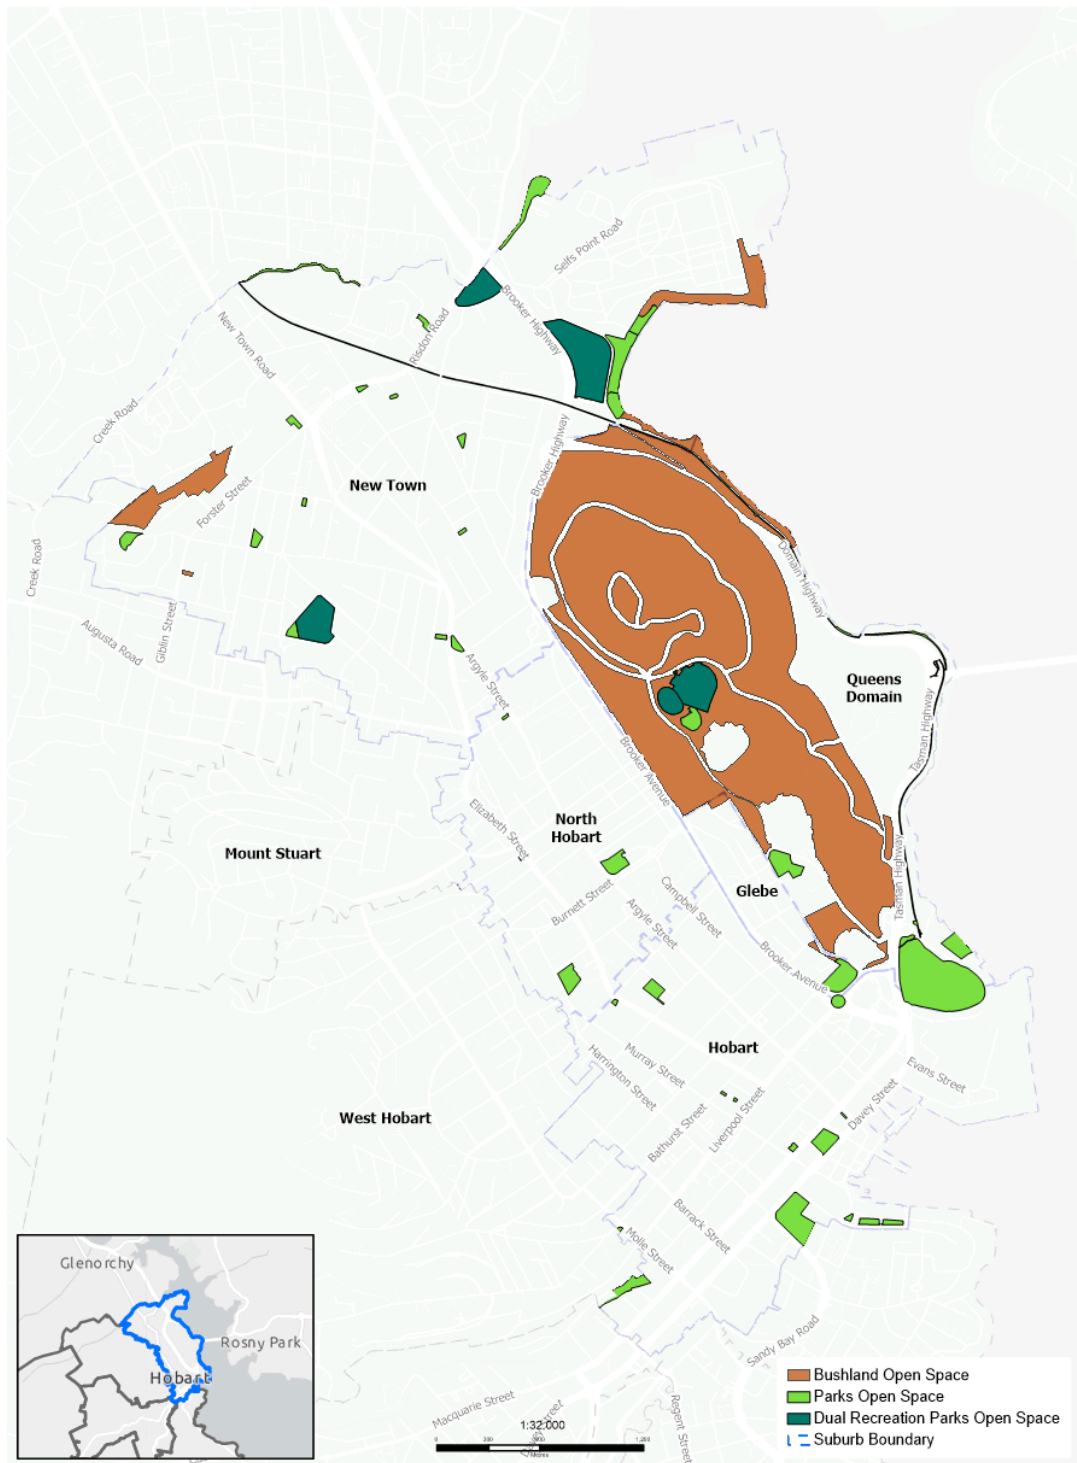 Selfs Point Road
Brooker Highway
Risdon Road
New Town Road
Creek Road
Brooker Highway
New Town
Forster Street
Creek Road
Domain Highway
Giblin Street
Augusta Road
Argyle Street
Queens
Domain
Tasman Highway
Brooker Avenue
Elizabeth Street
North
Hobart
Mount Stuart
Tasman Highway
Glebe
Burnett Street
Campbell Street
Argyle Street
Brooker Avenue
Hobart
Murray Street
Harrington Street
Evans Street
Davey Street
Liverpool Street
Bathurst Street
West Hobart
Barrack Street
Molle Street
Sandy Bay Road
Macquarie Street
Regent Street
Glenorchy
Rosny Park
Hobart
1:32,000
Bushland Open Space
Parks Open Space
Dual Recreation Parks Open Space
Suburb Boundary